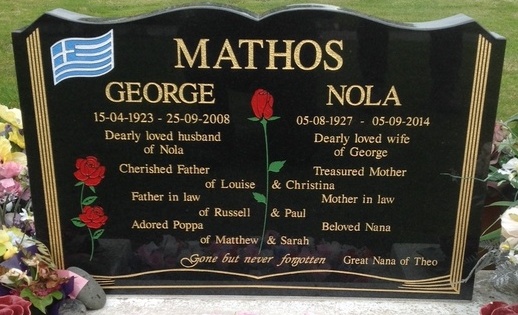 MATHOS
GEORGE NOLA
15-04-1923 - 25-09-2008 05-08-1927 - 05-09-2014
Dearly loved husband Dearly loved wife
of Nola of George
Cherished Father Treasured Mother
of Louise & Christina
Father in law Mother in law
of Russell & Paul
Adored Poppa Beloved Nana
of Matthew & Sarah
Gone but never forgotten Great Nana of Theo